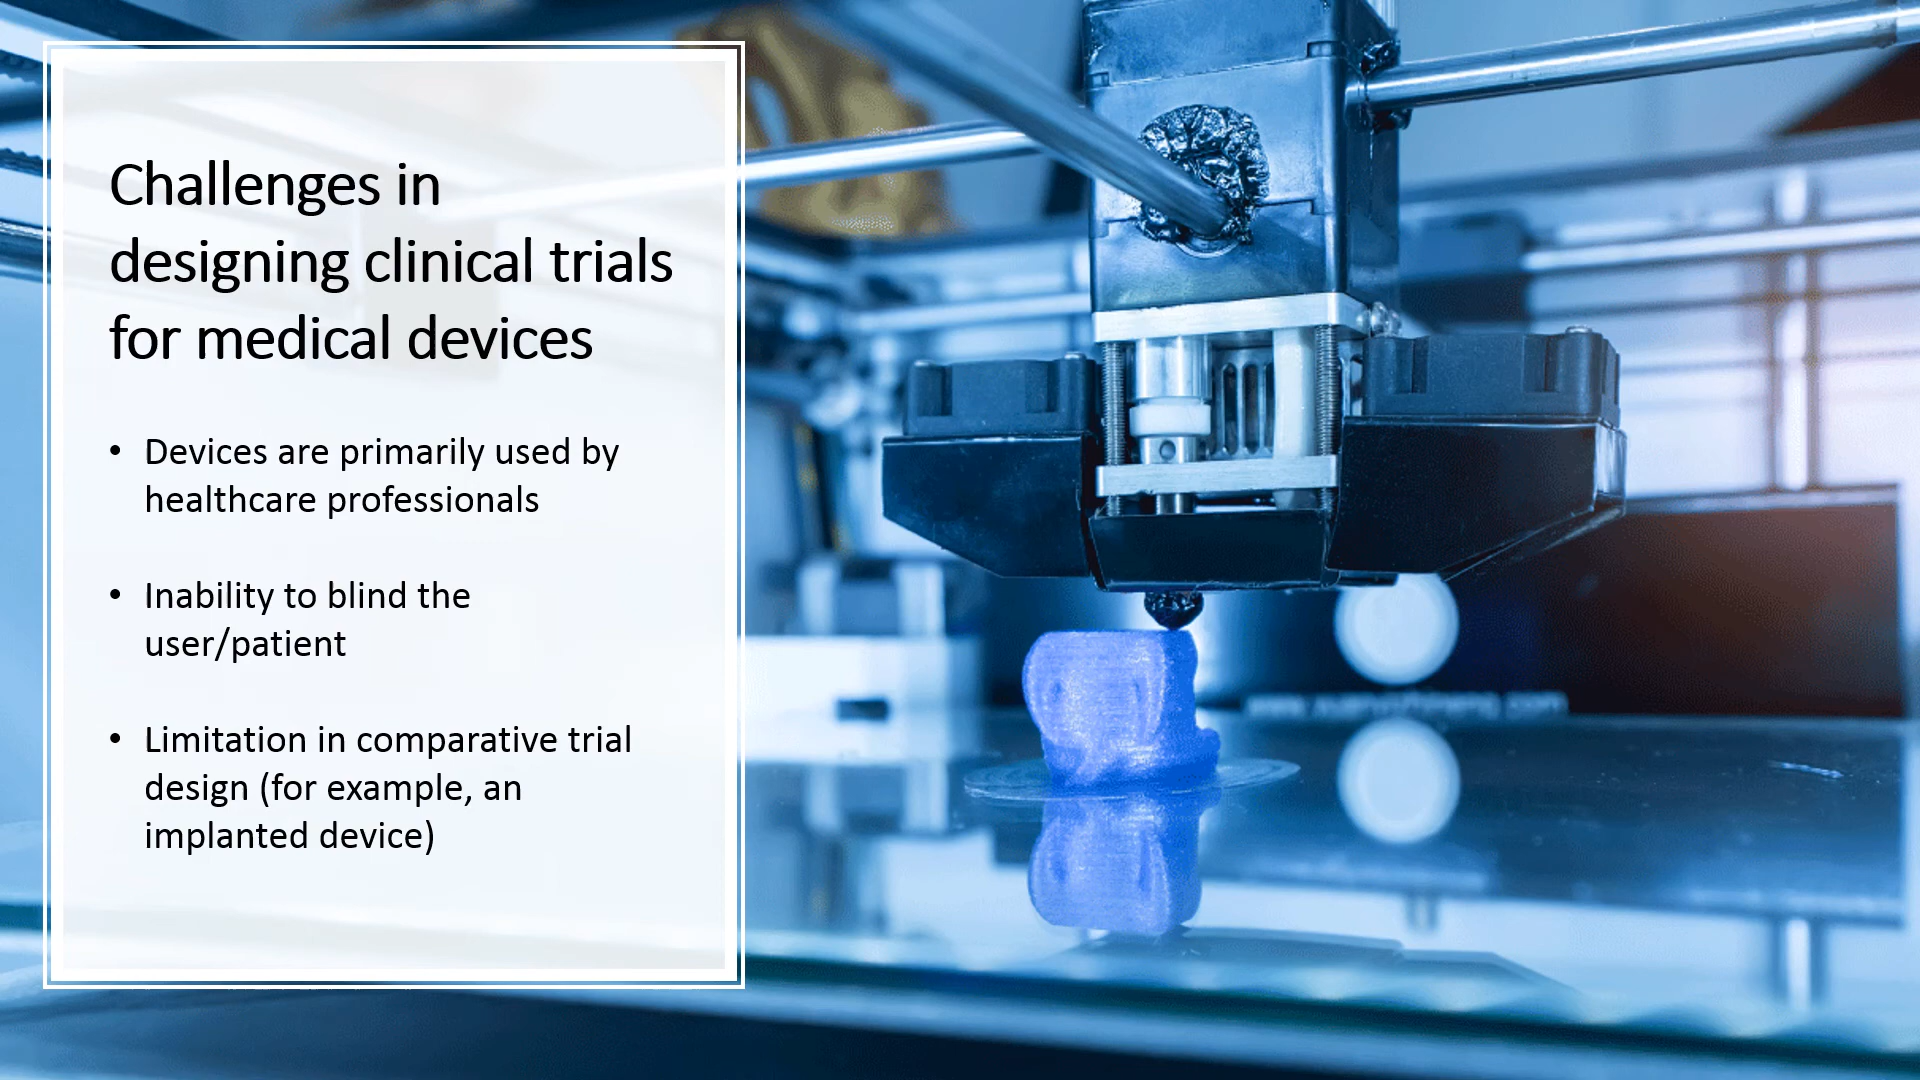 Challenges in
designing clinical trials
for medical devices
• Devices are primarily used by
healthcare professionals
• Inability to blind the
user/patient
• Limitation in comparative trial
design (for example, an
implanted device)